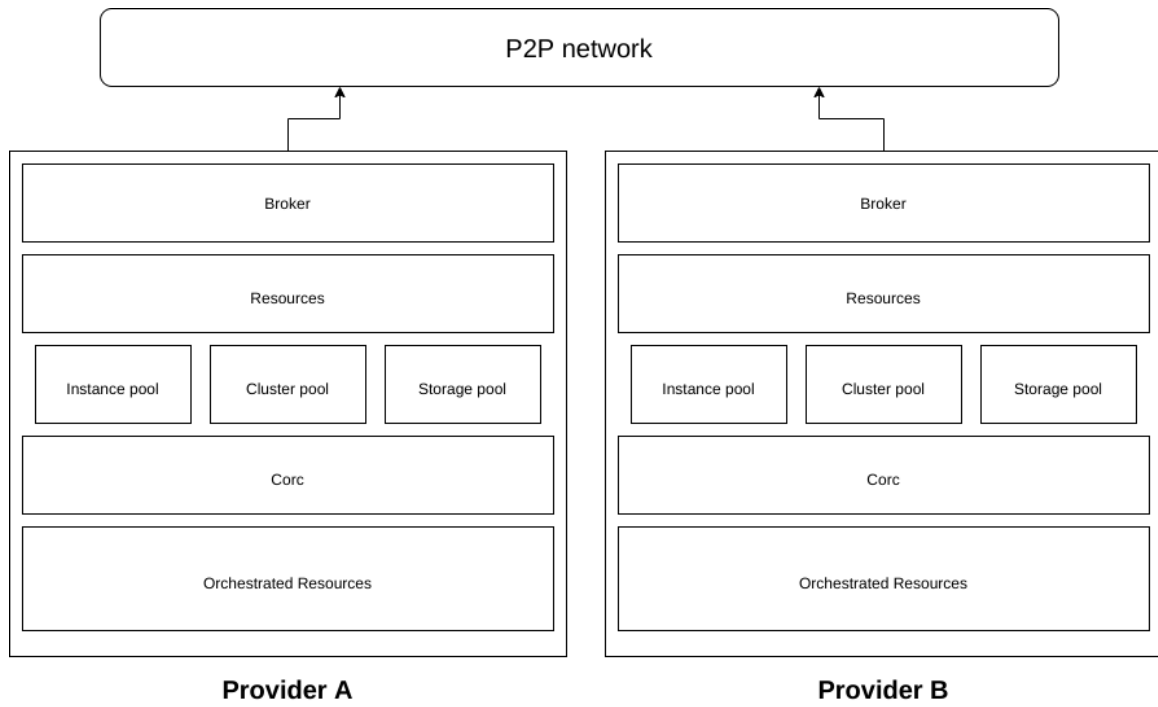 P2P network
Broker
Resources
Instance pool
Cluster pool
Storage pool
Corc
Orchestrated Resources
Provider A
Broker
Resources
Instance pool
Cluster pool
Storage pool
Corc
Orchestrated Resources
Provider B